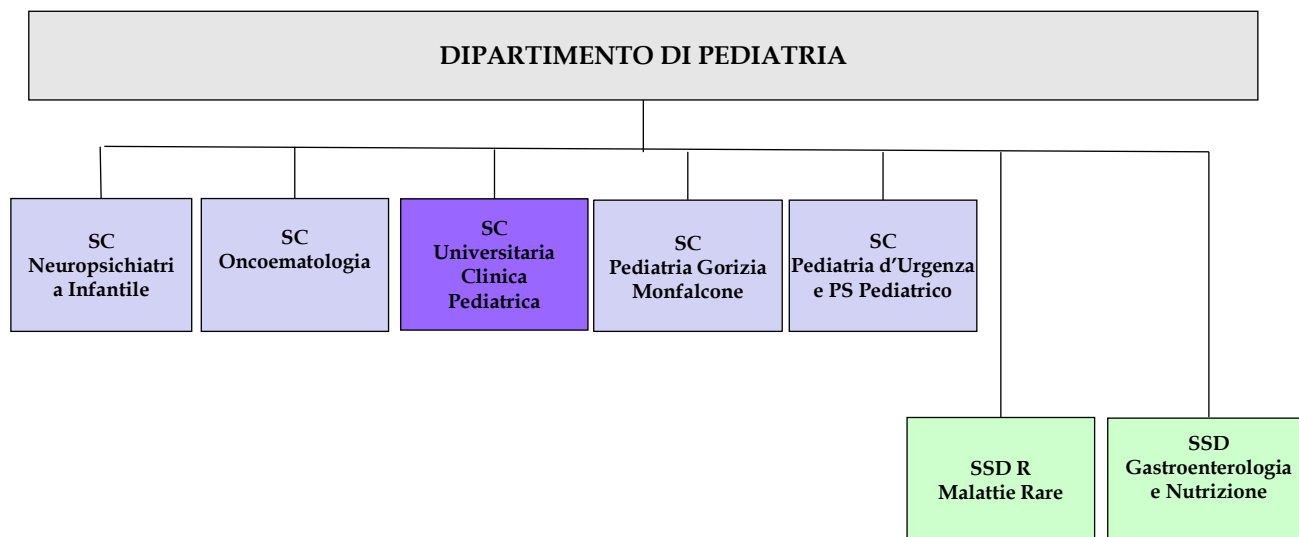 DIPARTIMENTO DI PEDIATRIA
SC
Neuropsichiatri
a Infantile
SC
Oncoematologia
SC
Universitaria
Clinica
Pediatrica
SC
Pediatria Gorizia
Monfalcone
SC
Pediatria d'Urgenza
e PS Pediatrico
SSD R
Malattie Rare
SSD
Gastroenterologia
e Nutrizione